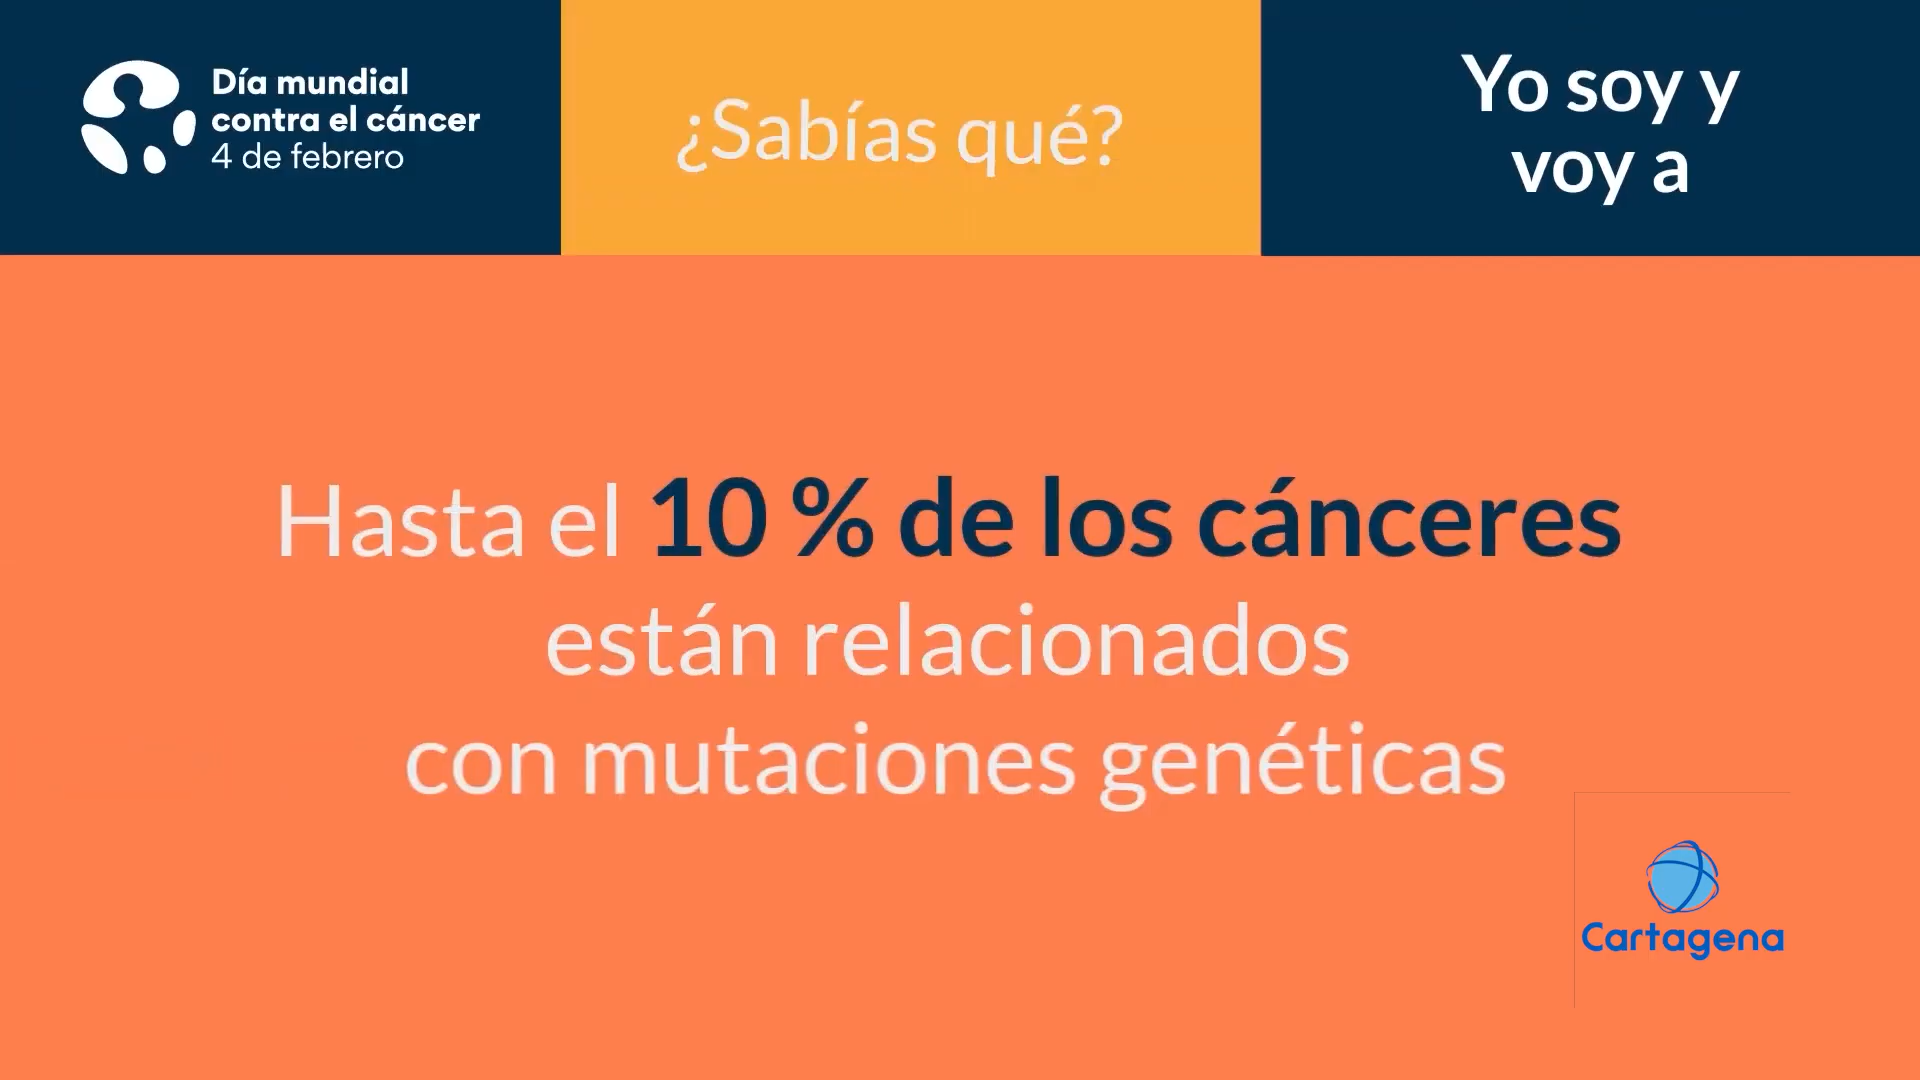 Día mundial
contra el cáncer
4 de febrero
¿Sabías qué?
Yo soy y
voy a
Hasta el 10 % de los cánceres
están relacionados
con mutaciones genéticas
Cartagena